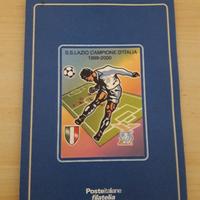 S.S.LAZIO CAMPIONE D'ITALIA
1999-2000
Posteitaliane
filatelia